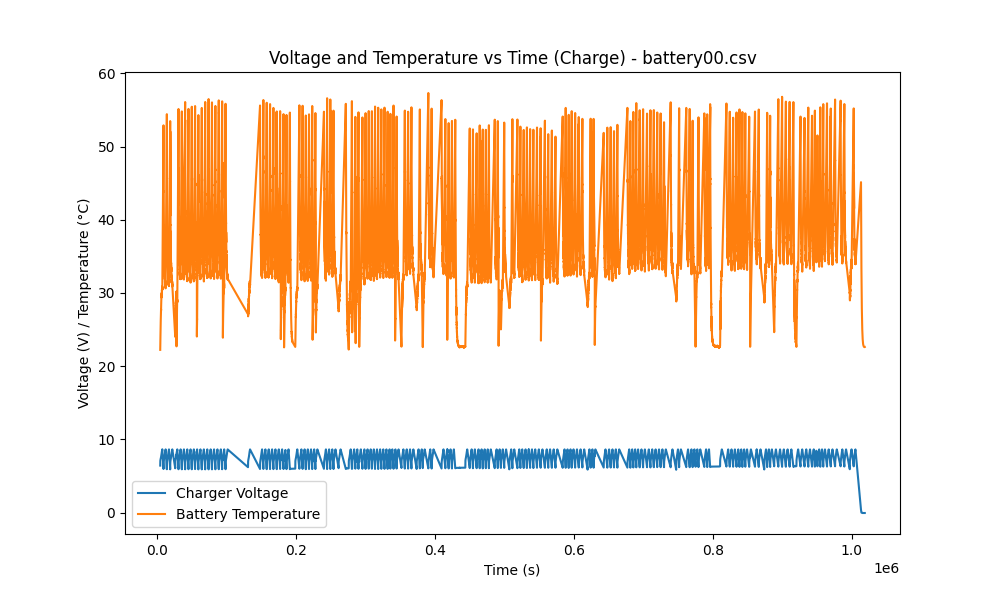 Voltage and Temperature vs Time (Charge) - battery00.csv
Voltage (V) / Temperature (°C)
60
50
40
30
20
10
0
Charger Voltage
Battery Temperature
0.0 0.2 0.4 0.6 0.8 1.0
1e6
Time (s)